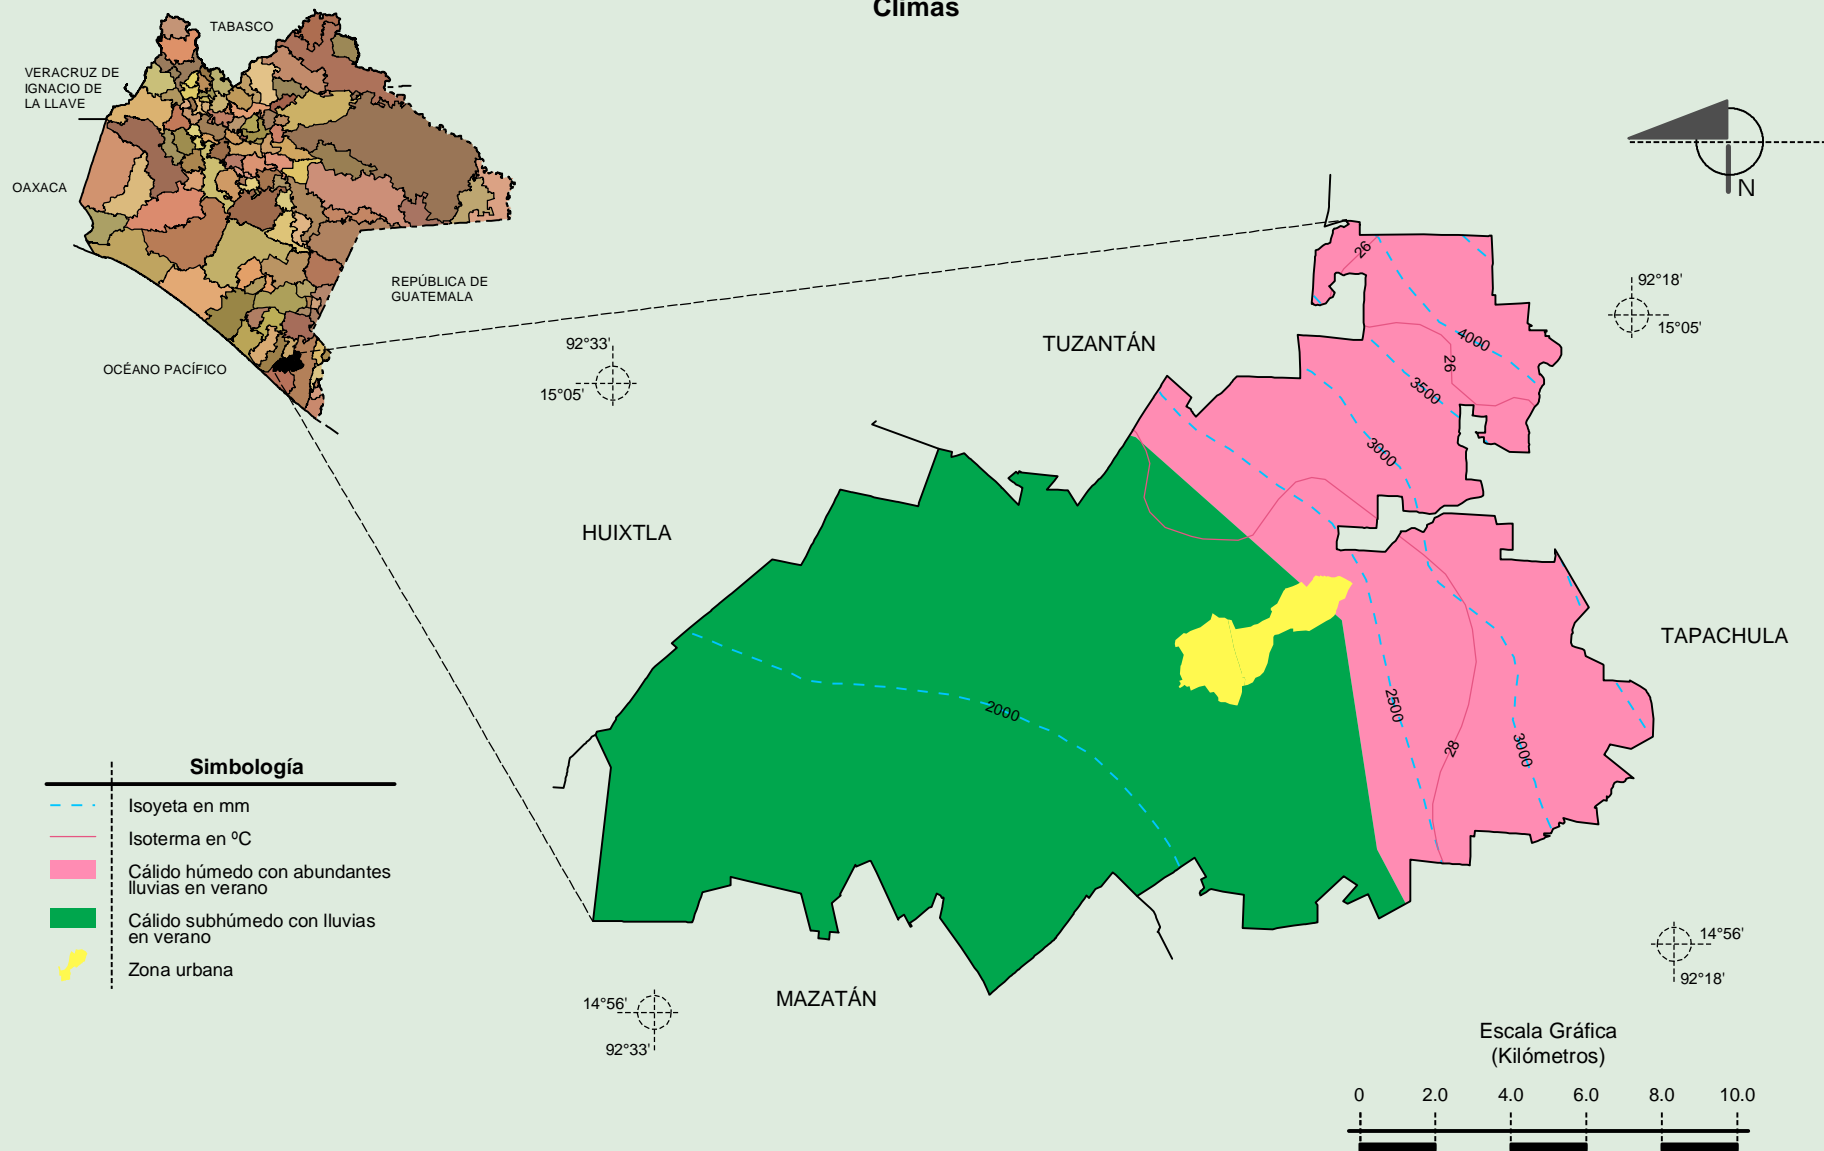 Climas
TABASCO
VERACRUZ DE
IGNACIO DE
LA LLAVE
OAXACA
REPÚBLICA DE
GUATEMALA
OCÉANO PACÍFICO
N
92°18'
15°05'
92°33'
15°05'
TUZANTÁN
HUIXTLA
TAPACHULA
MAZATÁN
26
4000
26
3500
3000
2500
28
3000
2000
Simbología
Isoyeta en mm
Isoterma en ºC
Cálido húmedo con abundantes
lluvias en verano
Cálido subhúmedo con lluvias
en verano
Zona urbana
14°56'
92°33'
14°56'
92°18'
Escala Gráfica
(Kilómetros)
0 2.0 4.0 6.0 8.0 10.0